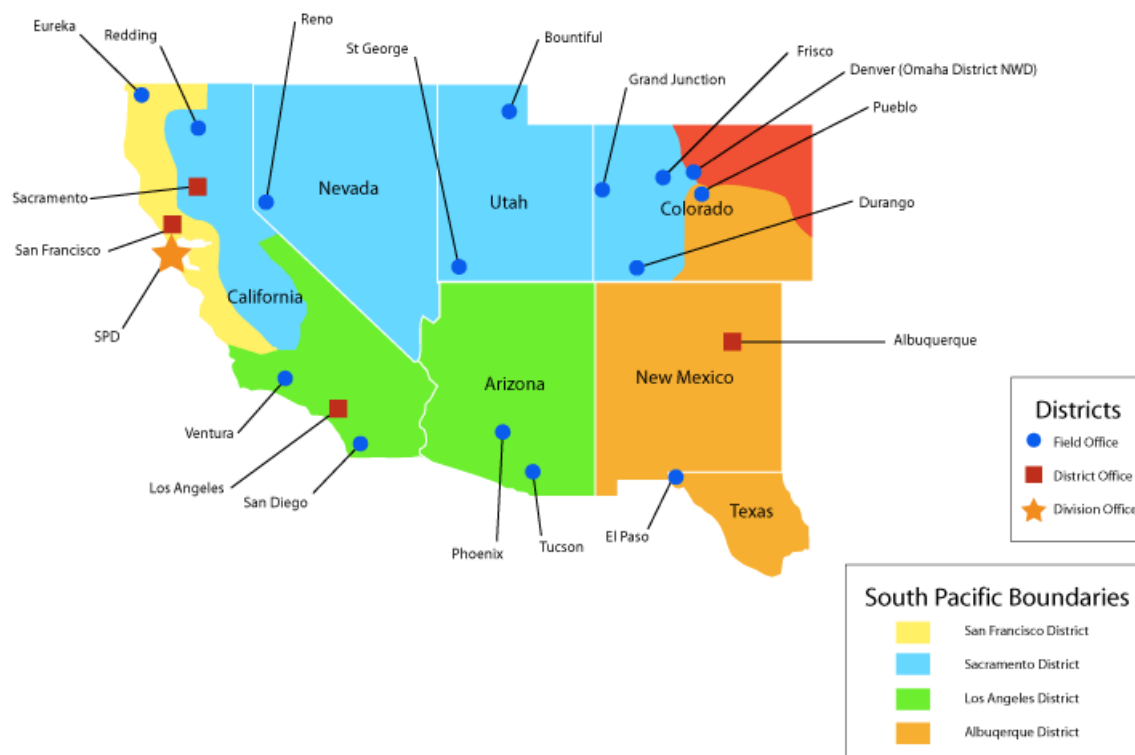 Eureka
Redding
Reno
St George
Bountiful
Grand Junction
Frisco
Denver (Omaha District NWD)
Pueblo
Sacramento
Nevada
Utah
Colorado
Durango
San Francisco
California
SPD
Albuquerque
Arizona
New Mexico
Ventura
Los Angeles
San Diego
Phoenix
Tucson
El Paso
Texas
Districts
Field Office
District Office
Division Office
South Pacific Boundaries
San Francisco District
Sacramento District
Los Angeles District
Albuqerque District